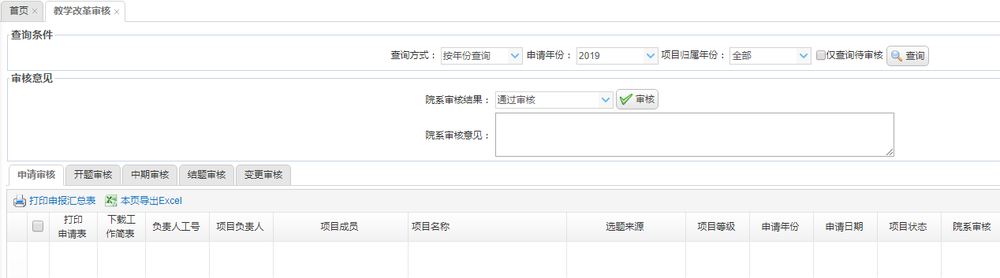 首页 教学改革审核
查询条件
查询方式： 按年份查询 申请年份： 2019 项目归属年份： 全部 仅查询待审核 查询
审核意见
院系审核结果： 通过审核 审核
院系审核意见：
申请审核 开题审核 中期审核 结题审核 变更审核
打印申报汇总表 本页导出Excel
打印 下载工
申请表 作简表 负责人工号 项目负责人 项目成员 项目名称 选题来源 项目等级 申请年份 申请日期 项目状态 院系审核